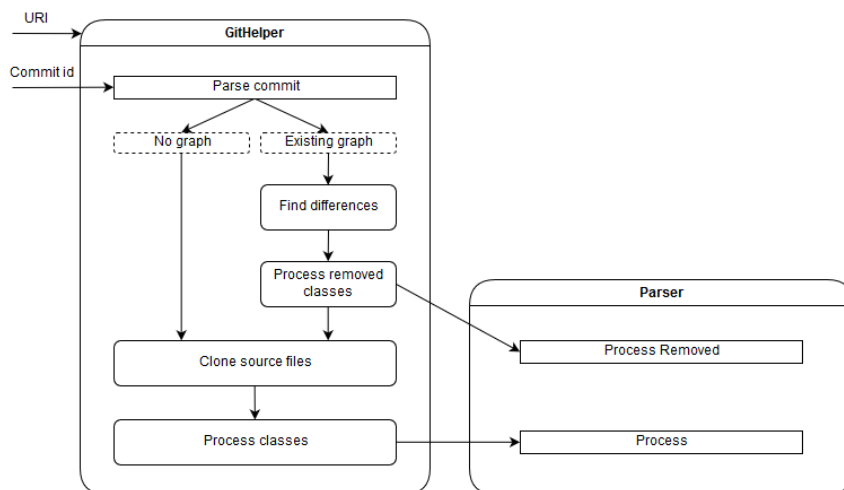 URI
GitHelper
Commit id
Parse commit
No graph
Existing graph
Find differences
Process removed
classes
Parser
Clone source files
Process Removed
Process classes
Process